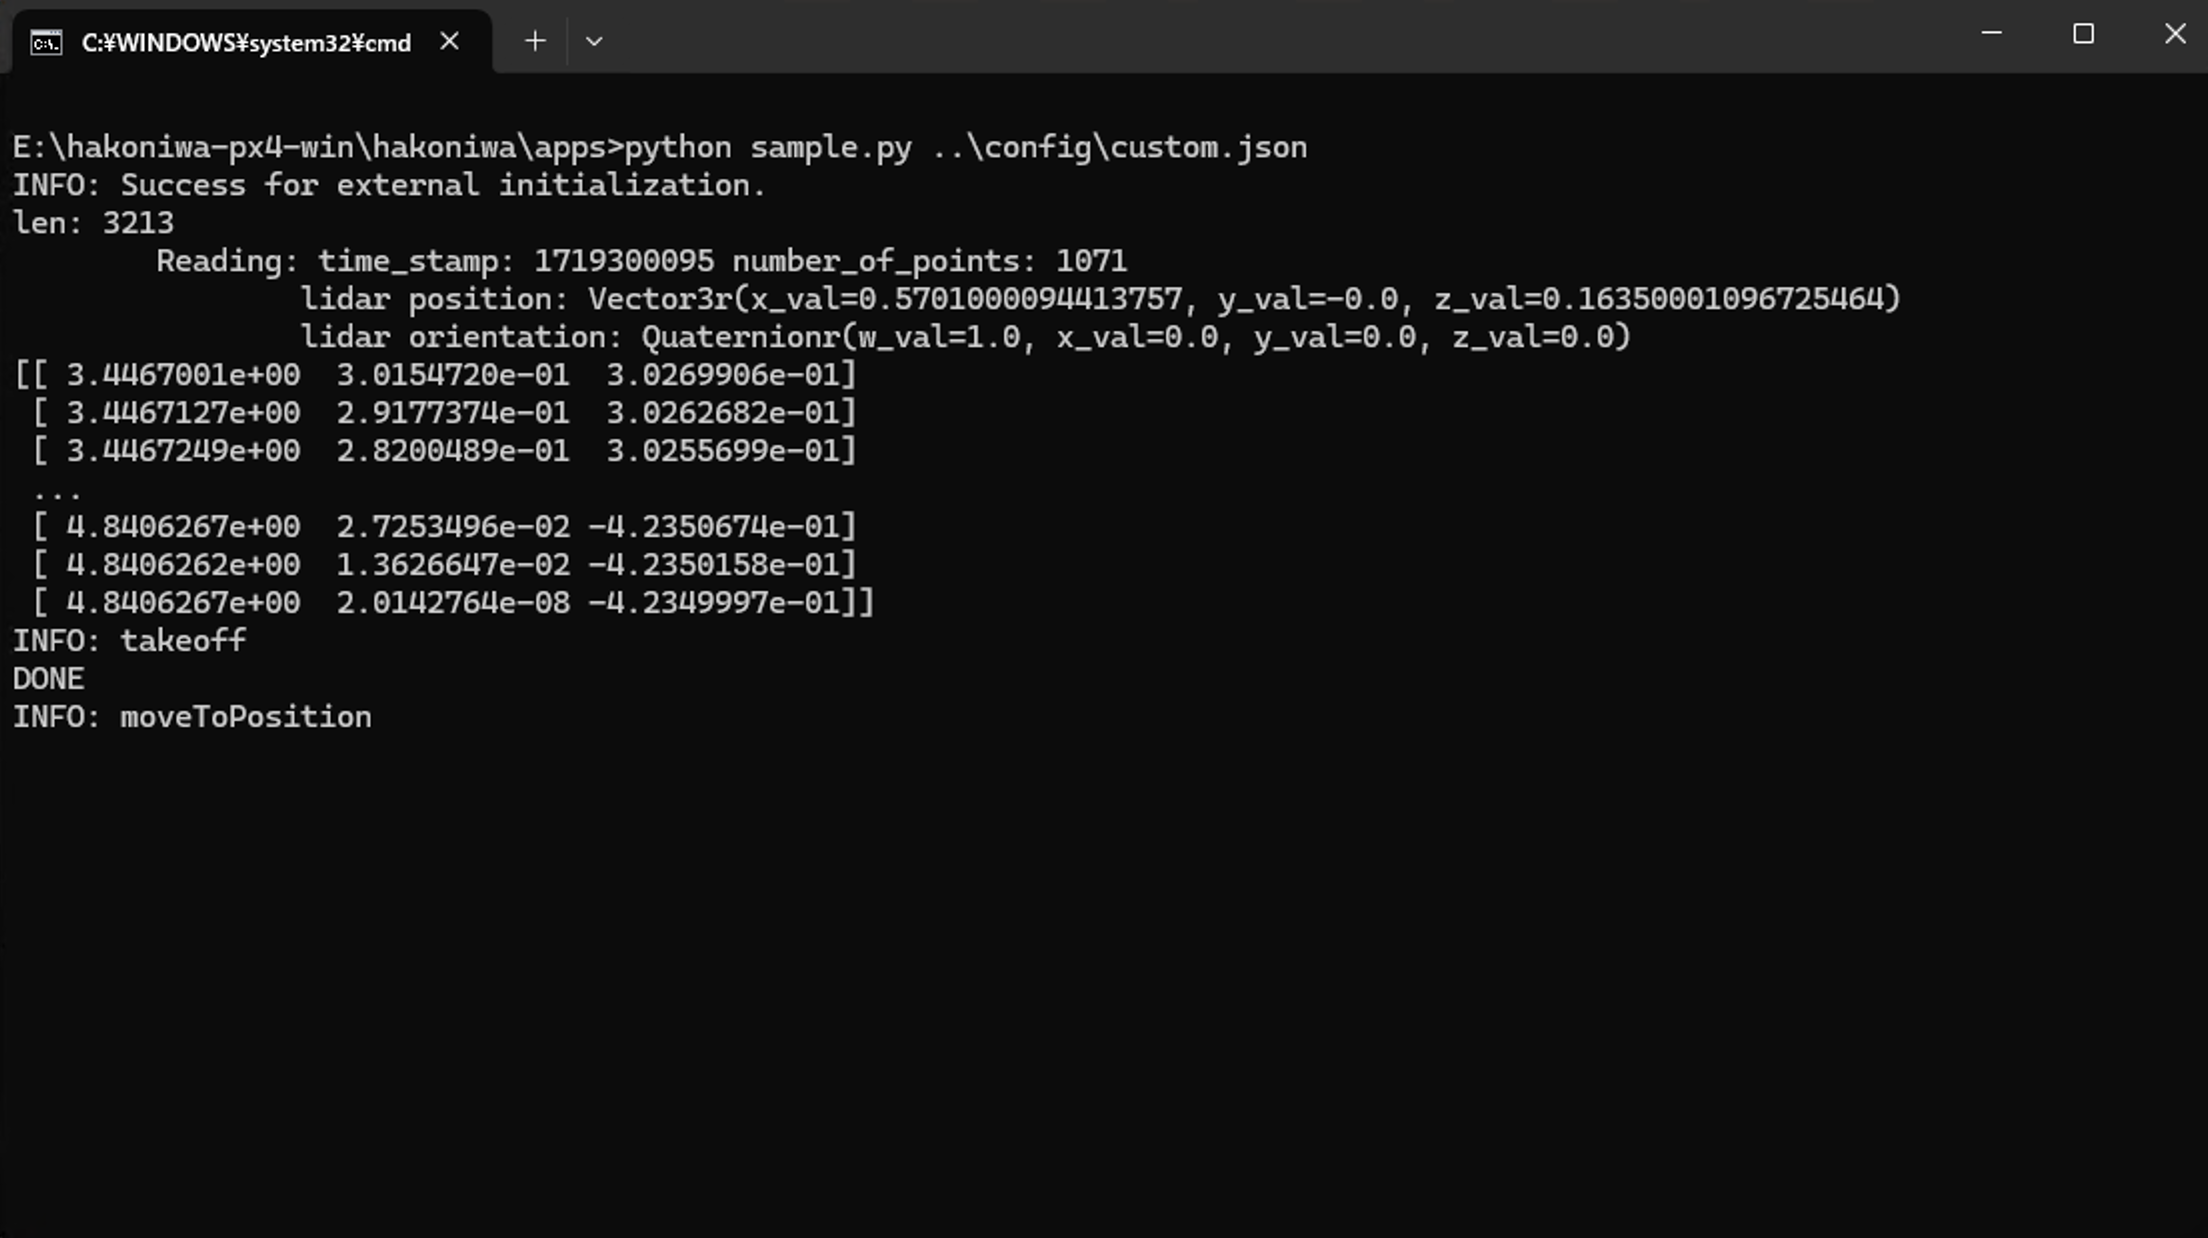 C:¥WINDOWS¥system32¥cmd
E:\hakoniwa-px4-win\hakoniwa\apps>python sample.py ..\config\custom.json
INFO: Success for external initialization.
len: 3213
        Reading: time_stamp: 1719300095 number_of_points: 1071
                lidar position: Vector3r(x_val=0.5701000094413757, y_val=-0.0, z_val=0.16350001096725464)
                lidar orientation: Quaternionr(w_val=1.0, x_val=0.0, y_val=0.0, z_val=0.0)
[[ 3.4467001e+00  3.0154720e-01  3.0269906e-01]
 [ 3.4467127e+00  2.9177374e-01  3.0262682e-01]
 [ 3.4467249e+00  2.8200489e-01  3.0255699e-01]
 ...
 [ 4.8406267e+00  2.7253496e-02 -4.2350674e-01]
 [ 4.8406262e+00  1.3626647e-02 -4.2350158e-01]
 [ 4.8406267e+00  2.0142764e-08 -4.2349997e-01]]
INFO: takeoff
DONE
INFO: moveToPosition